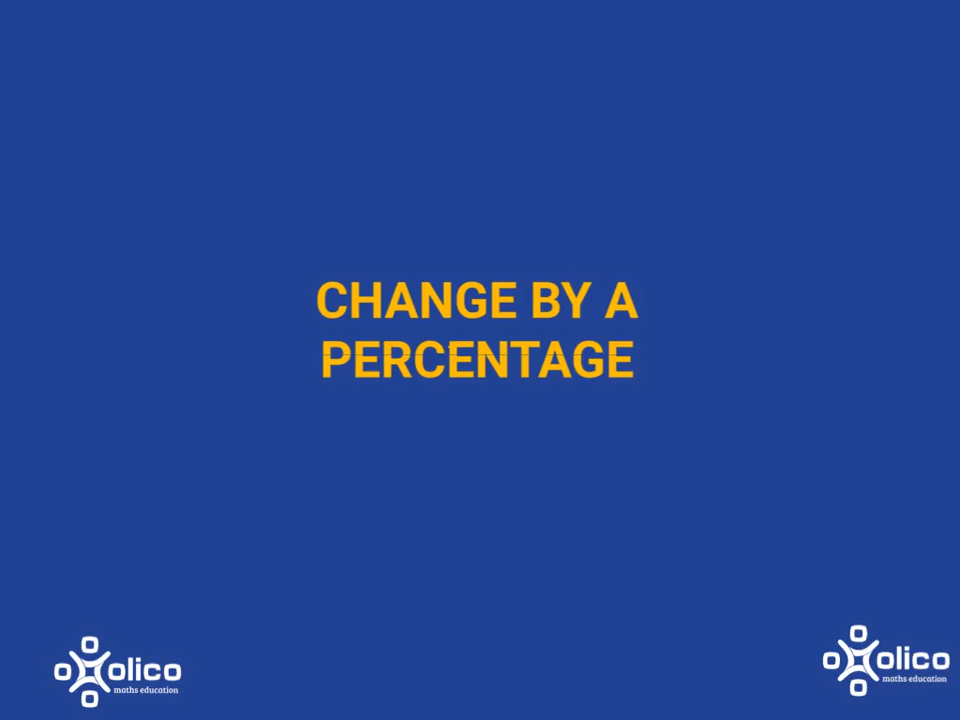 CHANGE BY A
PERCENTAGE
olico
maths education
olico
maths education